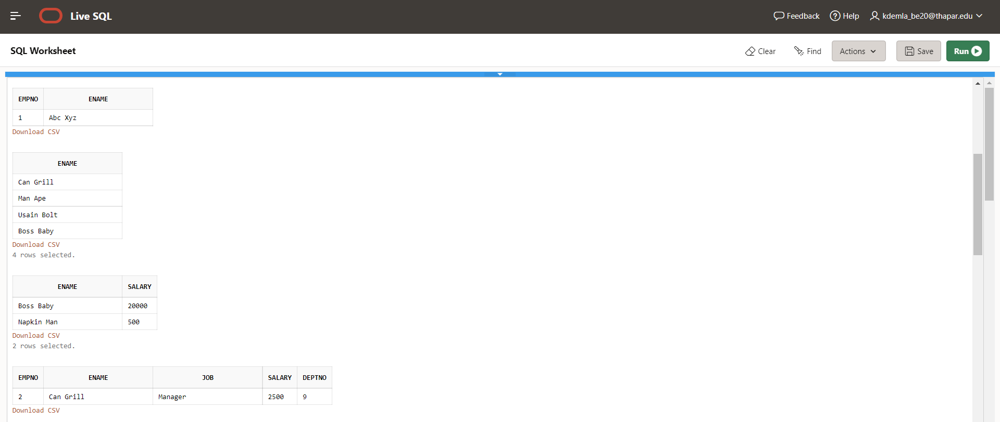 Live SQL Feedback Help kdemla_be20@thapar.edu
SQL Worksheet Clear Find Actions Save Run
EMPNO ENAME
1 Abc Xyz
Download CSV
ENAME
Can Grill
Man Ape
Usain Bolt
Boss Baby
Download CSV
4 rows selected.
ENAME SALARY
Boss Baby 20000
Napkin Man 500
Download CSV
2 rows selected.
EMPNO ENAME JOB SALARY DEPTNO
2 Can Grill Manager 2500 9
Download CSV